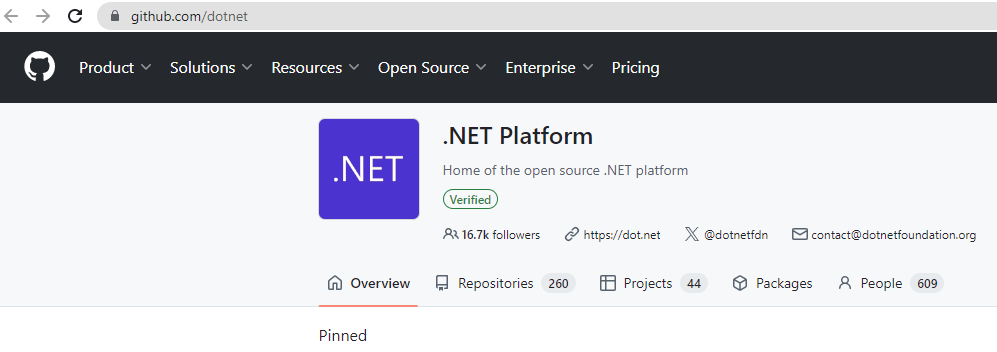 github.com/dotnet
Product Solutions Resources Open Source Enterprise Pricing
.NET
.NET Platform
Home of the open source .NET platform
Verified
16.7k followers https://dot.net @dotnetfdn contact@dotnetfoundation.org
Overview Repositories 260 Projects 44 Packages People 609
Pinned